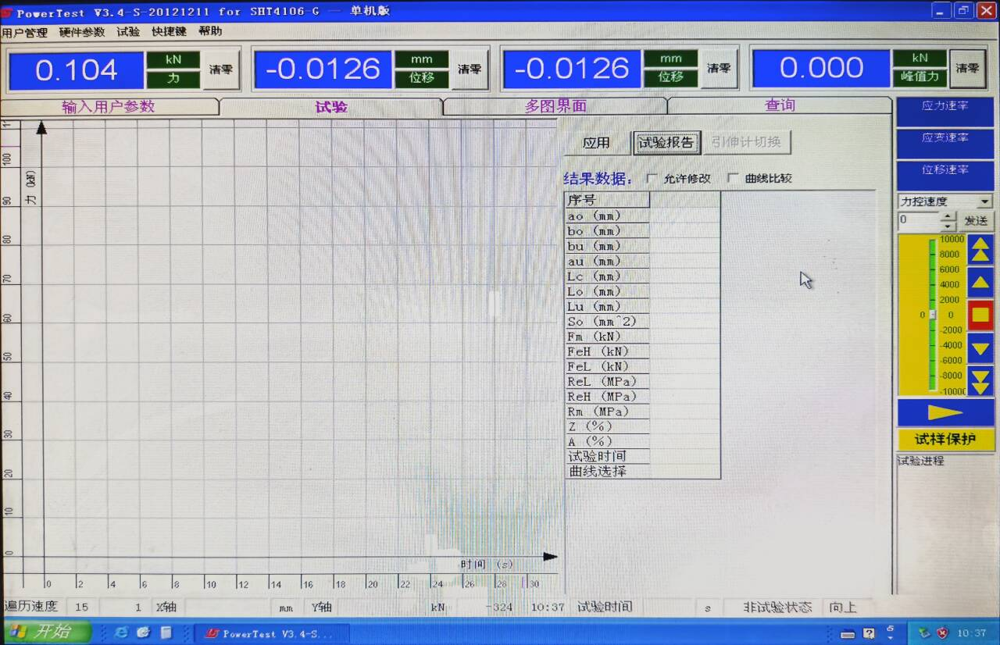 PowerTest V3.4-S-20121211 for SHT4106-G — 单机版
用户管理 硬件参数 试验 快捷键 帮助
0.104 kN 力 清零 -0.0126 mm 位移 清零 -0.0126 mm 位移 清零 0.000 kN 峰值力 清零
输入用户参数 试验 多图界面 查询
应力速率
应变速率
位移速率
力控速度
0 发送
应用 试验报告 引伸计切换
结果数据: 允许修改 曲线比较
序号
ao (mm)
bo (mm)
bu (mm)
au (mm)
Lc (mm)
Lo (mm)
Lu (mm)
So (mm^2)
Fm (kN)
FeH (kN)
FeL (kN)
ReL (MPa)
ReH (MPa)
Rm (MPa)
Z (%)
A (%)
试验时间
曲线选择
10000
8000
6000
4000
2000
0 0
-2000
-4000
-6000
-8000
-10000
试样保护
试验进程
力 (kN)
100
90
80
70
60
50
40
30
20
10
0
时间 (s)
0 2 4 6 8 10 12 14 16 18 20 22 24 26 28 30
遍历速度 15 1 X轴 mm Y轴 kN -324 10:37 试验时间 s 非试验状态 向上
开始 PowerTest V3.4-S... 10:37